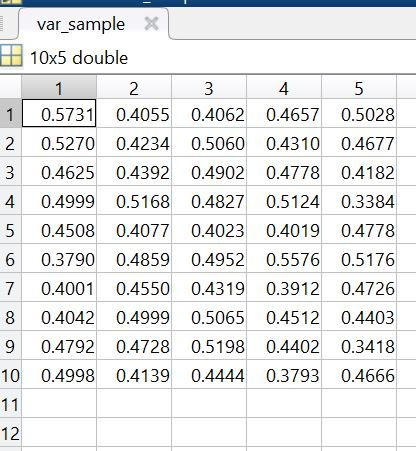 var_sample
10x5 double
1 2 3 4 5
1 0.5731 0.4055 0.4062 0.4657 0.5028
2 0.5270 0.4234 0.5060 0.4310 0.4677
3 0.4625 0.4392 0.4902 0.4778 0.4182
4 0.4999 0.5168 0.4827 0.5124 0.3384
5 0.4508 0.4077 0.4023 0.4019 0.4778
6 0.3790 0.4859 0.4952 0.5576 0.5176
7 0.4001 0.4550 0.4319 0.3912 0.4726
8 0.4042 0.4999 0.5065 0.4512 0.4403
9 0.4792 0.4728 0.5198 0.4402 0.3418
10 0.4998 0.4139 0.4444 0.3793 0.4666
11
12